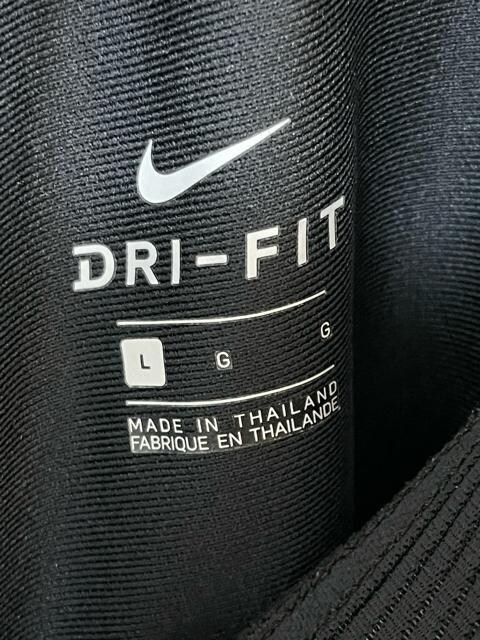 DRI-FIT
L G G
MADE IN THAILAND
FABRIQUE EN THAILANDE